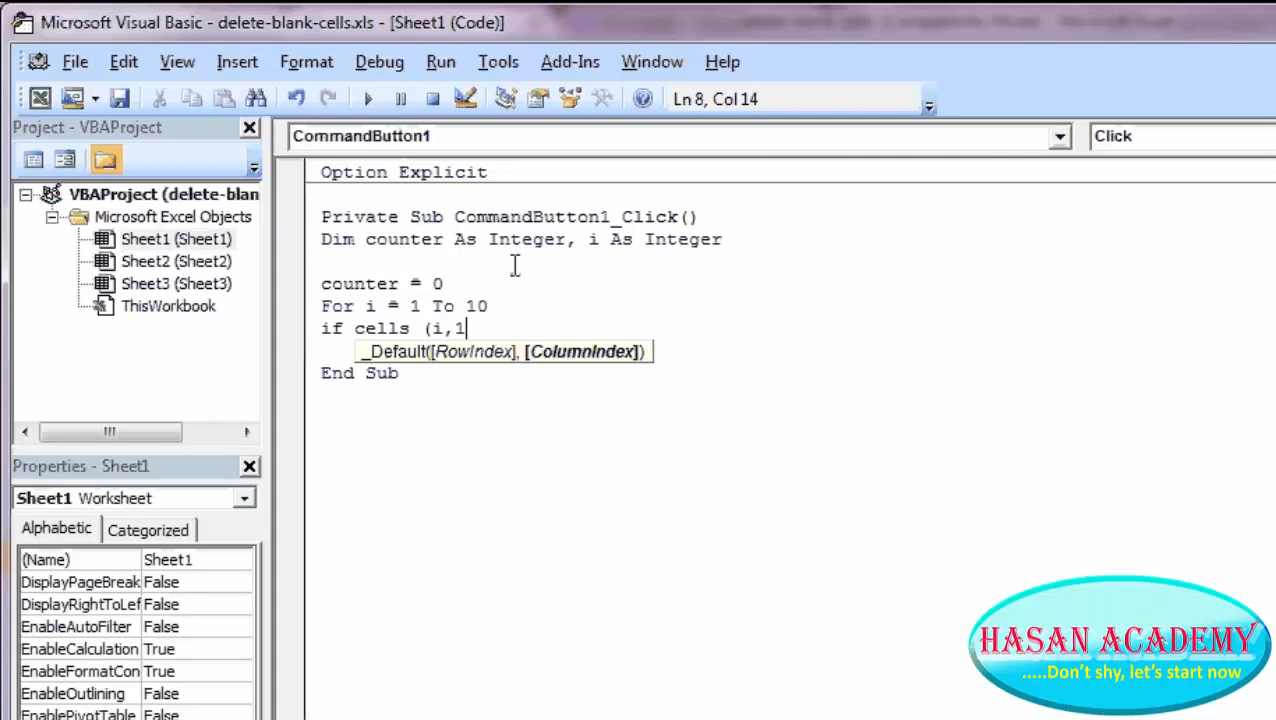 Microsoft Visual Basic - delete-blank-cells.xls - [Sheet1 (Code)]
File Edit View Insert Format Debug Run Tools Add-Ins Window Help
Ln 8, Col 14
Project - VBAProject
CommandButton1
Click
VBAProject (delete-blan
Microsoft Excel Objects
Sheet1 (Sheet1)
Sheet2 (Sheet2)
Sheet3 (Sheet3)
ThisWorkbook
Option Explicit
Private Sub CommandButton1_Click()
Dim counter As Integer, i As Integer
counter = 0
For i = 1 To 10
if cells (i,1
_Default([RowIndex], [ColumnIndex])
End Sub
Properties - Sheet1
Sheet1 Worksheet
Alphabetic Categorized
(Name) Sheet1
DisplayPageBreak False
DisplayRightToLef False
EnableAutoFilter False
EnableCalculation True
EnableFormatCon True
EnableOutlining False
EnablePivotTable False
HASAN ACADEMY
.....Don't shy, let's start now